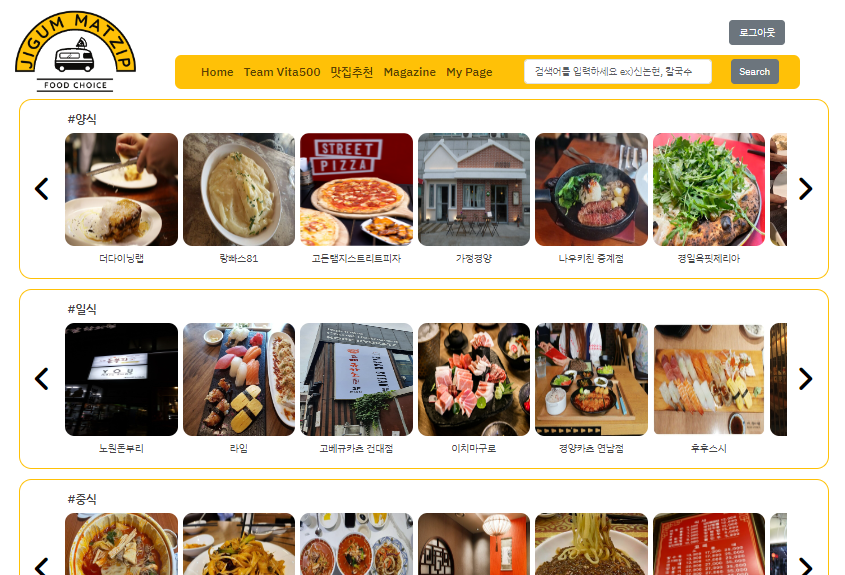 JIGUM MATZIP
FOOD CHOICE
로그아웃
Home Team Vita500 맛집추천 Magazine My Page 검색어를 입력하세요 ex)신논현, 칼국수 Search
#양식
STREET
PIZZA
더다이닝랩 랑빠스81 고든램지스트리트피자 가정경양 나우키친 중계점 경일옥핏제리아
#일식
노원돈부리 라임 고베규카츠 건대점 이치마구로 경양카츠 연남점 후후스시
#중식